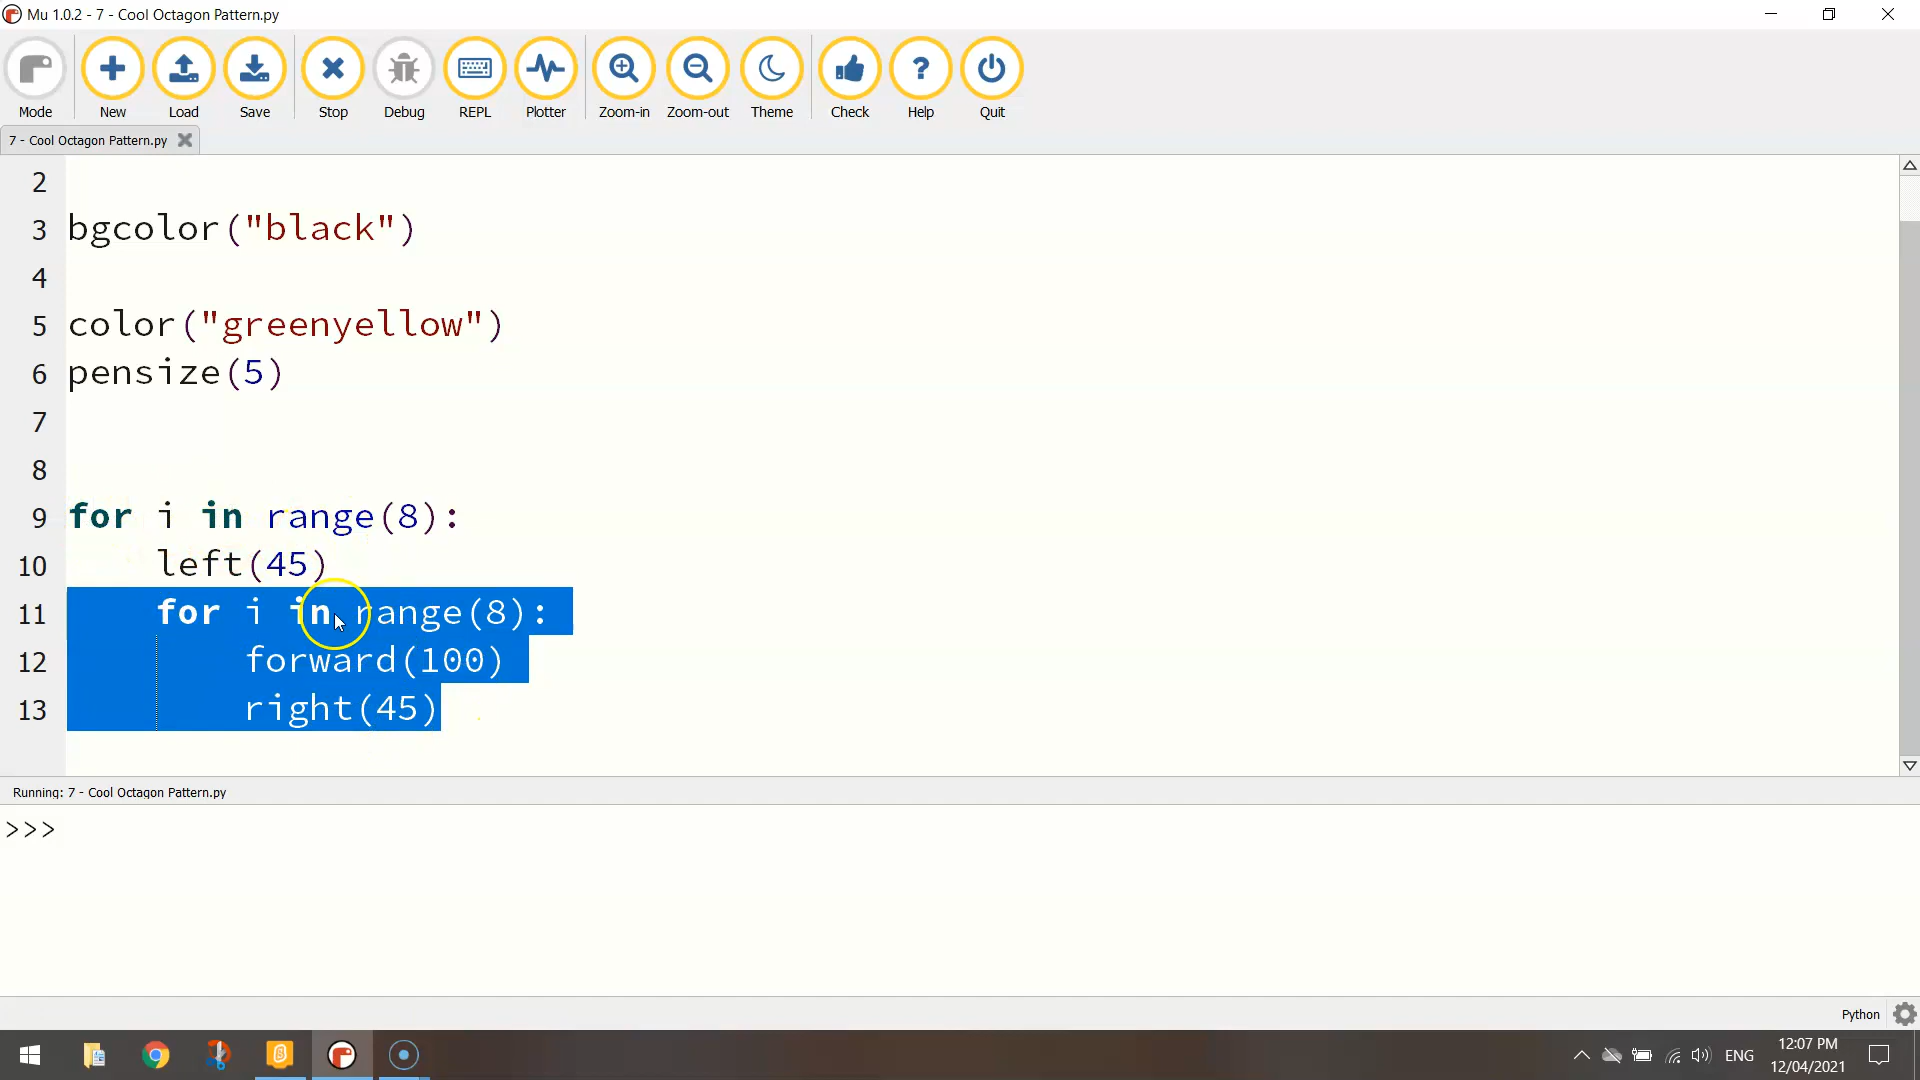 Mu 1.0.2 - 7 - Cool Octagon Pattern.py
Mode New Load Save Stop Debug REPL Plotter Zoom-in Zoom-out Theme Check Help Quit
7 - Cool Octagon Pattern.py
2
3 bgcolor("black")
4
5 color("greenyellow")
6 pensize(5)
7
8
9 for i in range(8):
10 left(45)
11 for i in range(8):
12 forward(100)
13 right(45)
Running: 7 - Cool Octagon Pattern.py
>>>
Python
ENG
12:07 PM
12/04/2021